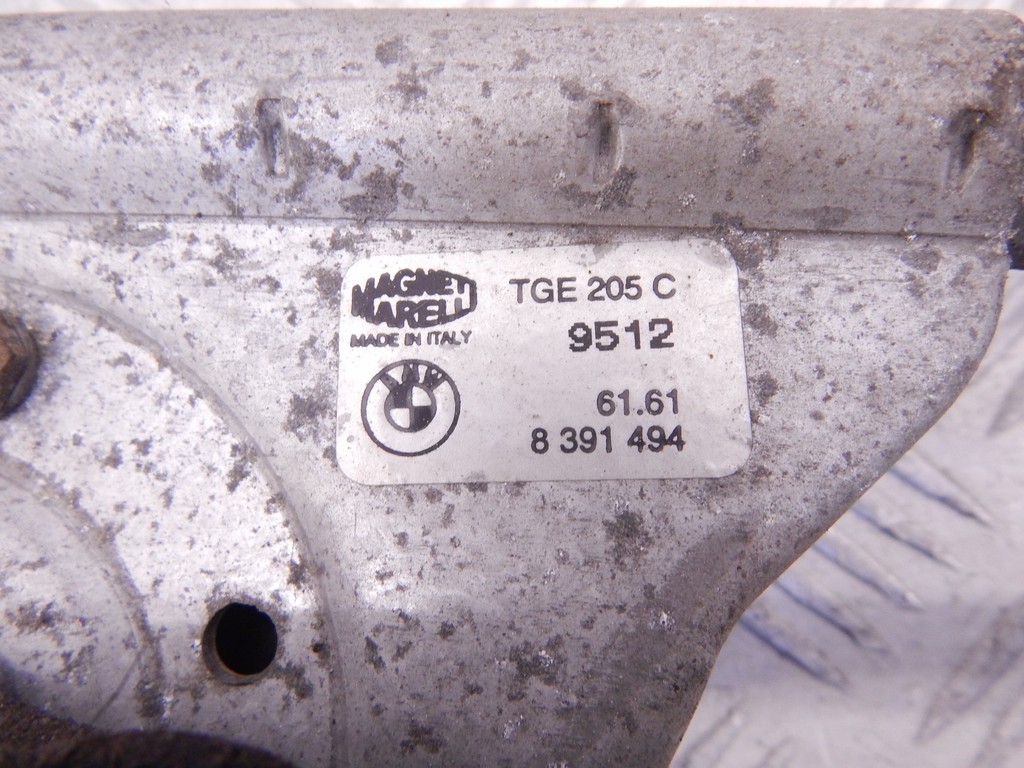 MAGNETI
MARELLI
MADE IN ITALY
TGE 205 C
9512
BMW
61.61
8 391 494